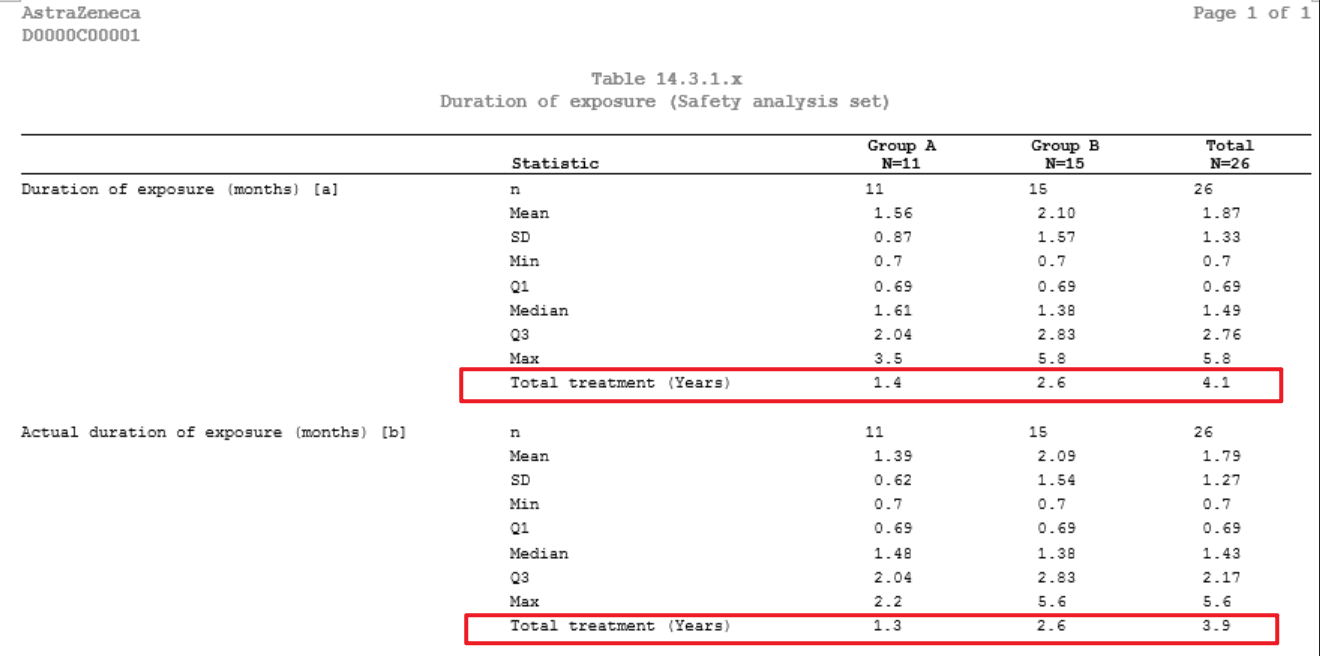 AstraZeneca Page 1 of 1
D0000C00001
Table 14.3.1.x
Duration of exposure (Safety analysis set)
Group A Group B Total
Statistic N=11 N=15 N=26
Duration of exposure (months) [a] n 11 15 26
Mean 1.56 2.10 1.87
SD 0.87 1.57 1.33
Min 0.7 0.7 0.7
Q1 0.69 0.69 0.69
Median 1.61 1.38 1.49
Q3 2.04 2.83 2.76
Max 3.5 5.8 5.8
Total treatment (Years) 1.4 2.6 4.1
Actual duration of exposure (months) [b] n 11 15 26
Mean 1.39 2.09 1.79
SD 0.62 1.54 1.27
Min 0.7 0.7 0.7
Q1 0.69 0.69 0.69
Median 1.48 1.38 1.43
Q3 2.04 2.83 2.17
Max 2.2 5.6 5.6
Total treatment (Years) 1.3 2.6 3.9